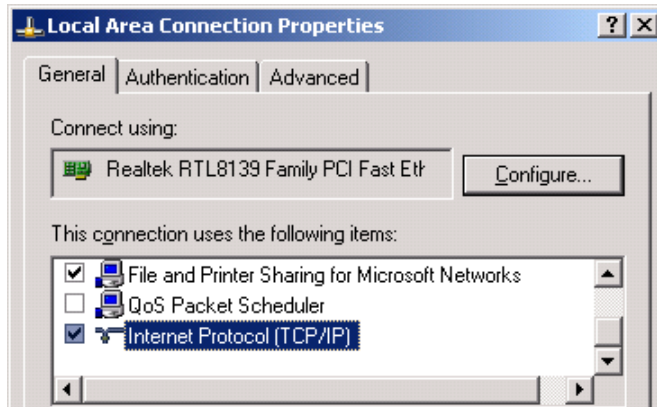 Local Area Connection Properties
General Authentication Advanced
Connect using:
Realtek RTL8139 Family PCI Fast Eth Configure...
This connection uses the following items:
File and Printer Sharing for Microsoft Networks
QoS Packet Scheduler
Internet Protocol (TCP/IP)